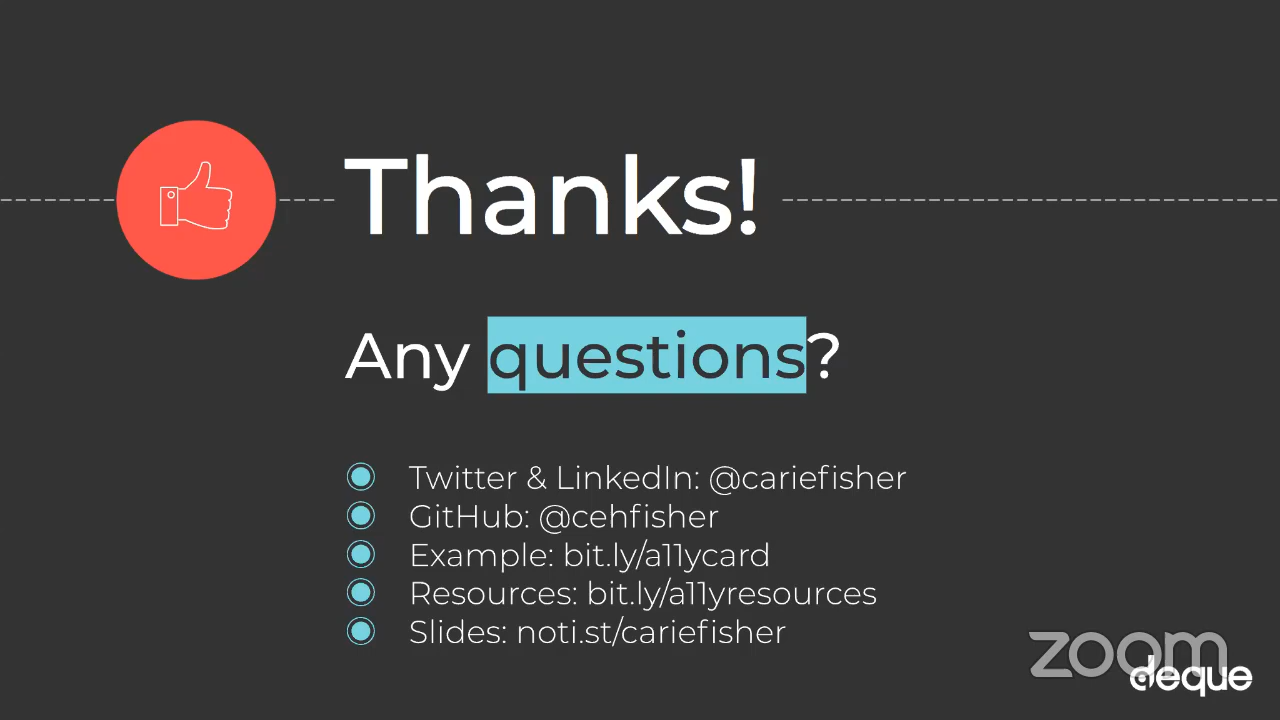 Thanks!
Any questions?
Twitter & LinkedIn: @cariefisher
GitHub: @cehfisher
Example: bit.ly/a11ycard
Resources: bit.ly/a11yresources
Slides: noti.st/cariefisher
zoom
deque